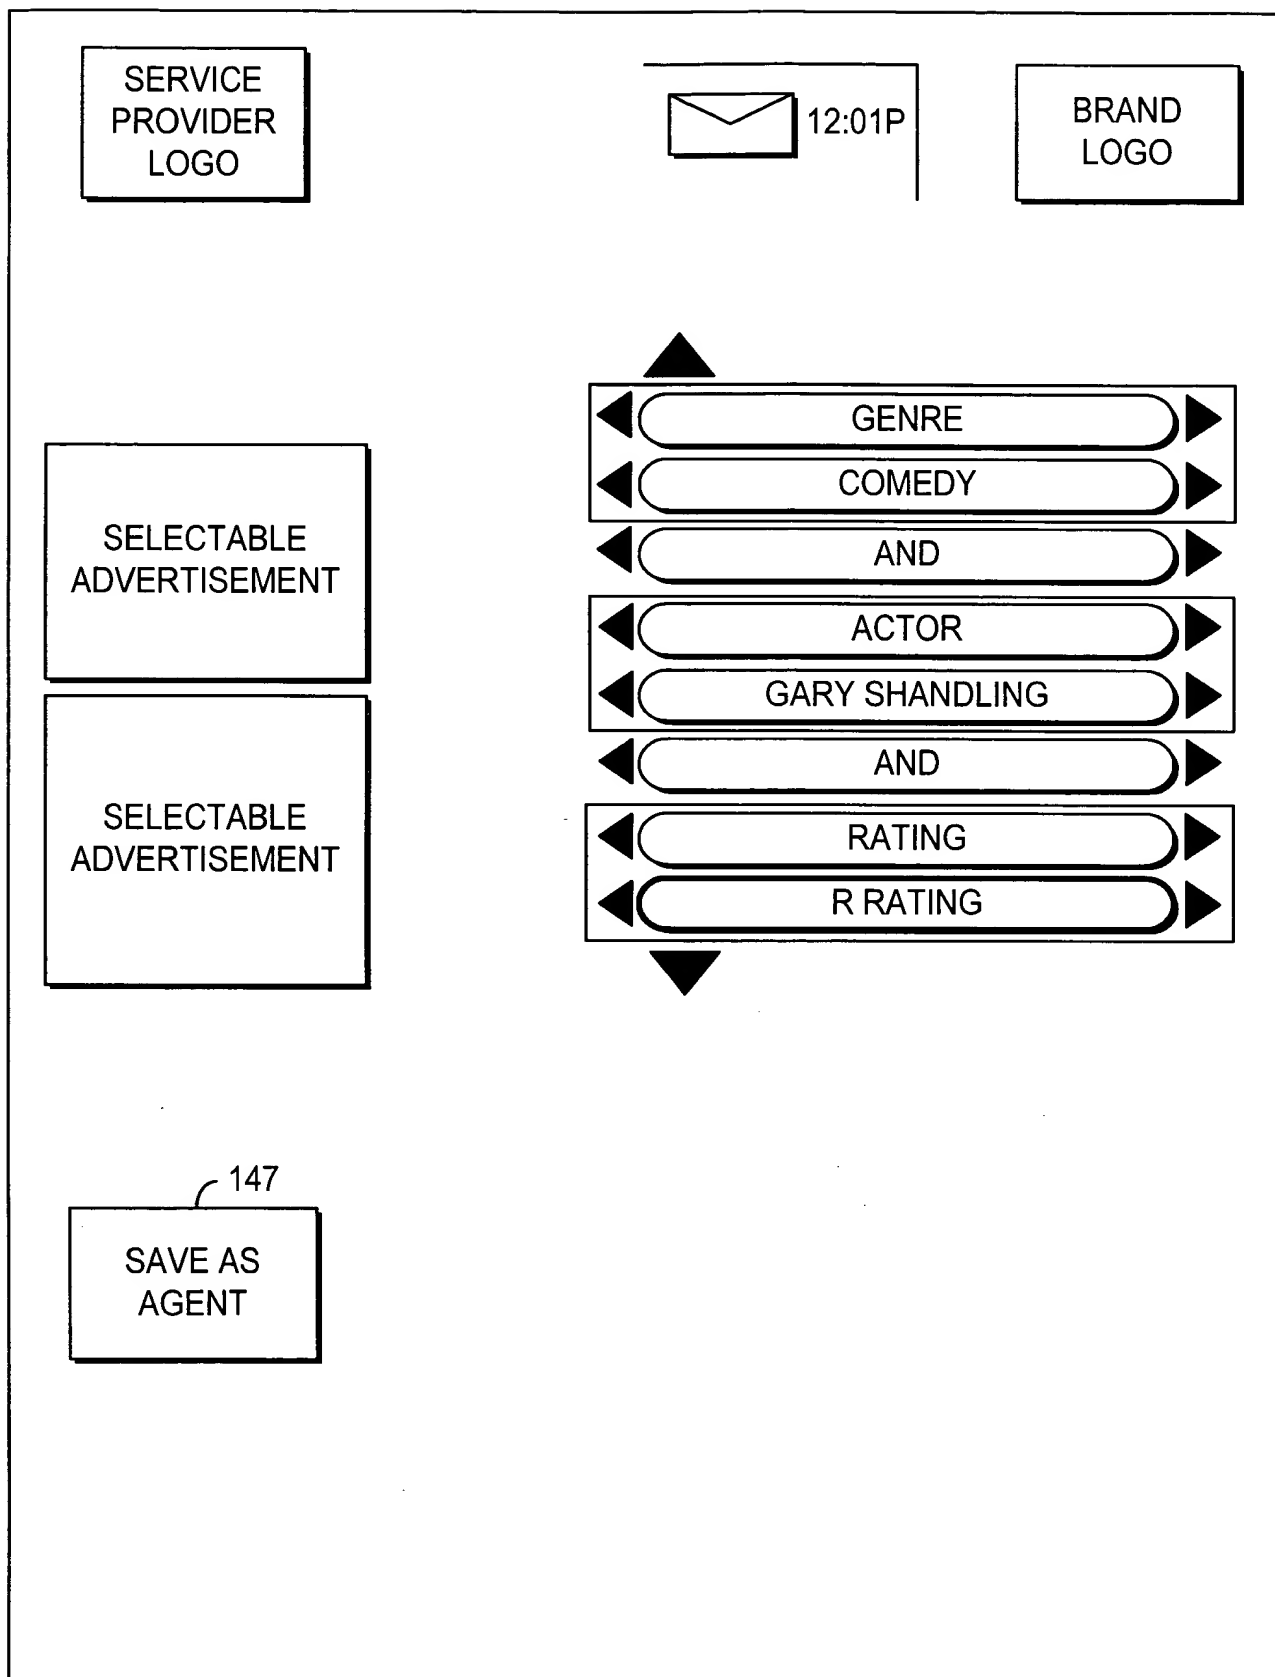 SERVICE
PROVIDER
LOGO
12:01P
BRAND
LOGO
GENRE
COMEDY
AND
ACTOR
GARY SHANDLING
AND
RATING
R RATING
SELECTABLE
ADVERTISEMENT
SELECTABLE
ADVERTISEMENT
147
SAVE AS
AGENT